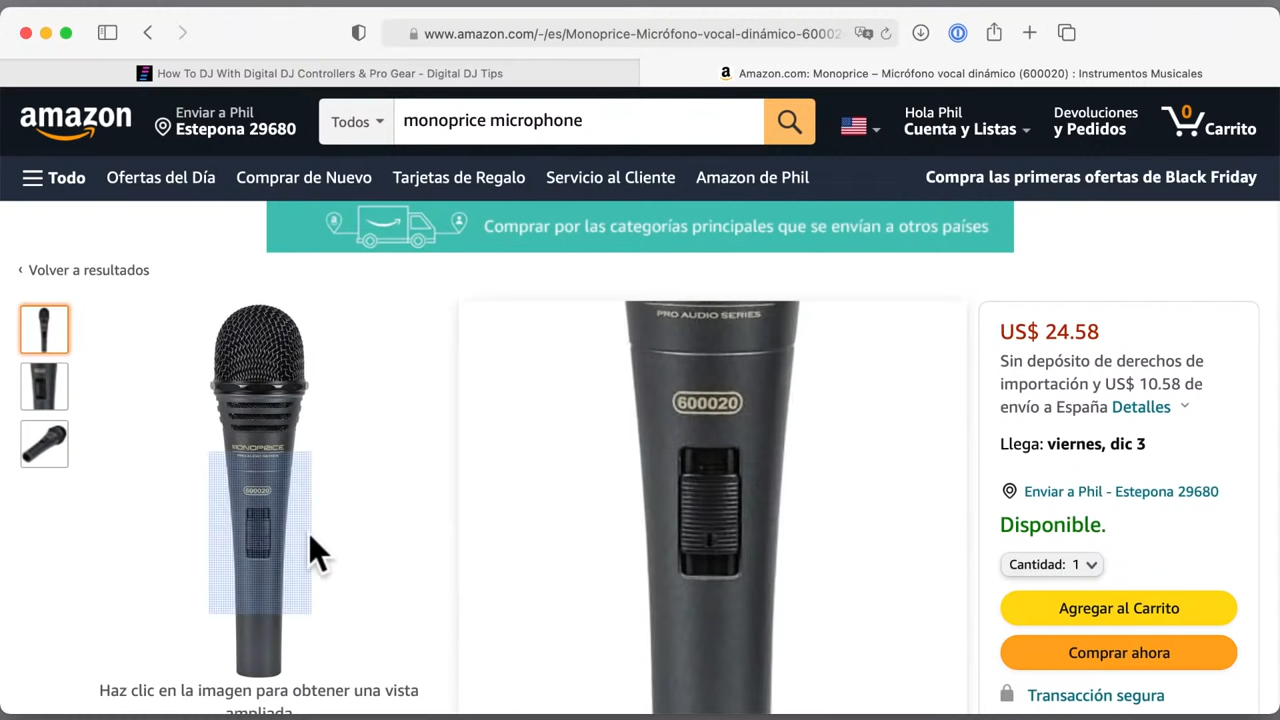 www.amazon.com/-/es/Monoprice-Micrófono-vocal-dinámico-60002
How To DJ With Digital DJ Controllers & Pro Gear - Digital DJ Tips
a Amazon.com: Monoprice – Micrófono vocal dinámico (600020) : Instrumentos Musicales
amazon
Enviar a Phil
Estepona 29680
Todos
monoprice microphone
Hola Phil
Cuenta y Listas
Devoluciones
y Pedidos
0
Carrito
Todo
Ofertas del Día
Comprar de Nuevo
Tarjetas de Regalo
Servicio al Cliente
Amazon de Phil
Compra las primeras ofertas de Black Friday
Comprar por las categorías principales que se envían a otros países
‹ Volver a resultados
MONOPRICE
PRO AUDIO SERIES
600020
Haz clic en la imagen para obtener una vista
ampliada
PRO AUDIO SERIES
600020
US$ 24.58
Sin depósito de derechos de
importación y US$ 10.58 de
envío a España Detalles
Llega: viernes, dic 3
Enviar a Phil - Estepona 29680
Disponible.
Cantidad: 1
Agregar al Carrito
Comprar ahora
Transacción segura